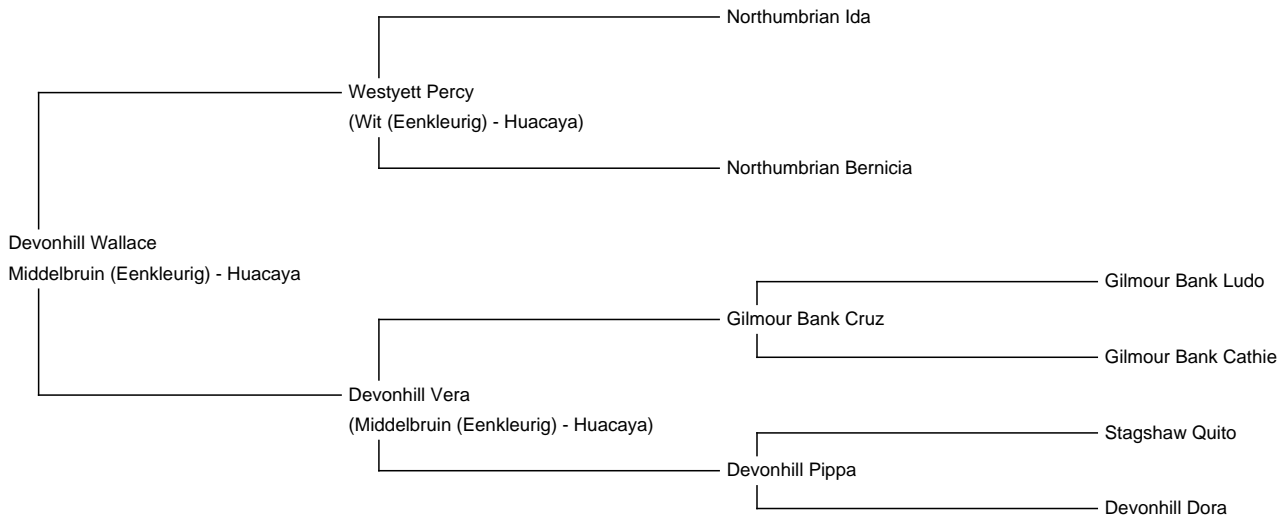 Northumbrian Ida
Westyett Percy
(Wit (Eenkleurig) - Huacaya)
Northumbrian Bernicia
Devonhill Wallace
Middelbruin (Eenkleurig) - Huacaya
Gilmour Bank Ludo
Gilmour Bank Cruz
Gilmour Bank Cathie
Devonhill Vera
(Middelbruin (Eenkleurig) - Huacaya)
Stagshaw Quito
Devonhill Pippa
Devonhill Dora